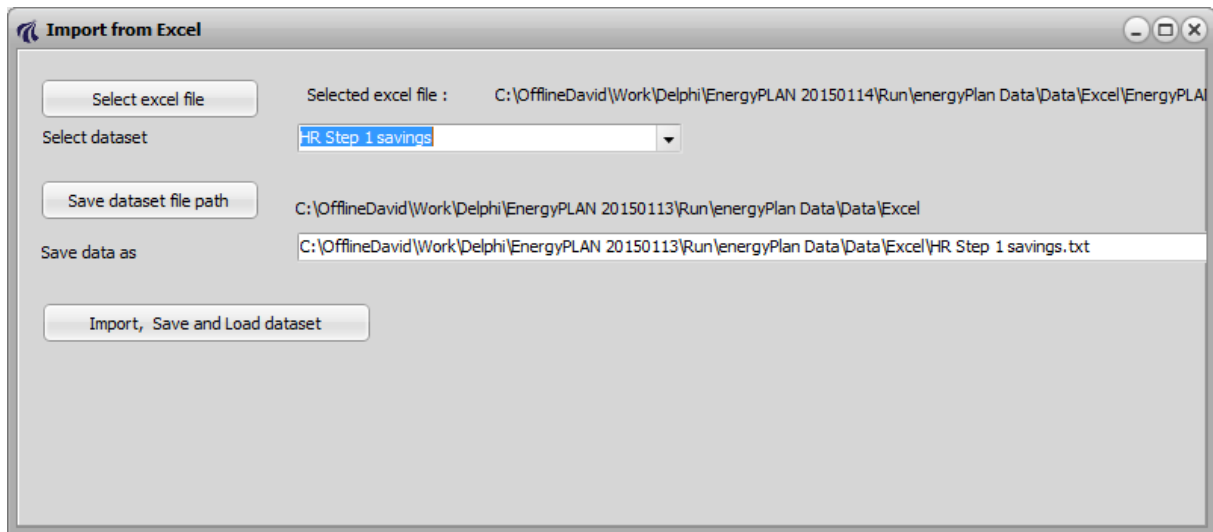 Import from Excel
Select excel file Selected excel file : C:\OfflineDavid\Work\Delphi\EnergyPLAN 20150114\Run\energyPlan Data\Data\Excel\EnergyPLA
Select dataset HR Step 1 savings
Save dataset file path C:\OfflineDavid\Work\Delphi\EnergyPLAN 20150113\Run\energyPlan Data\Data\Excel
Save data as C:\OfflineDavid\Work\Delphi\EnergyPLAN 20150113\Run\energyPlan Data\Data\Excel\HR Step 1 savings.txt
Import, Save and Load dataset